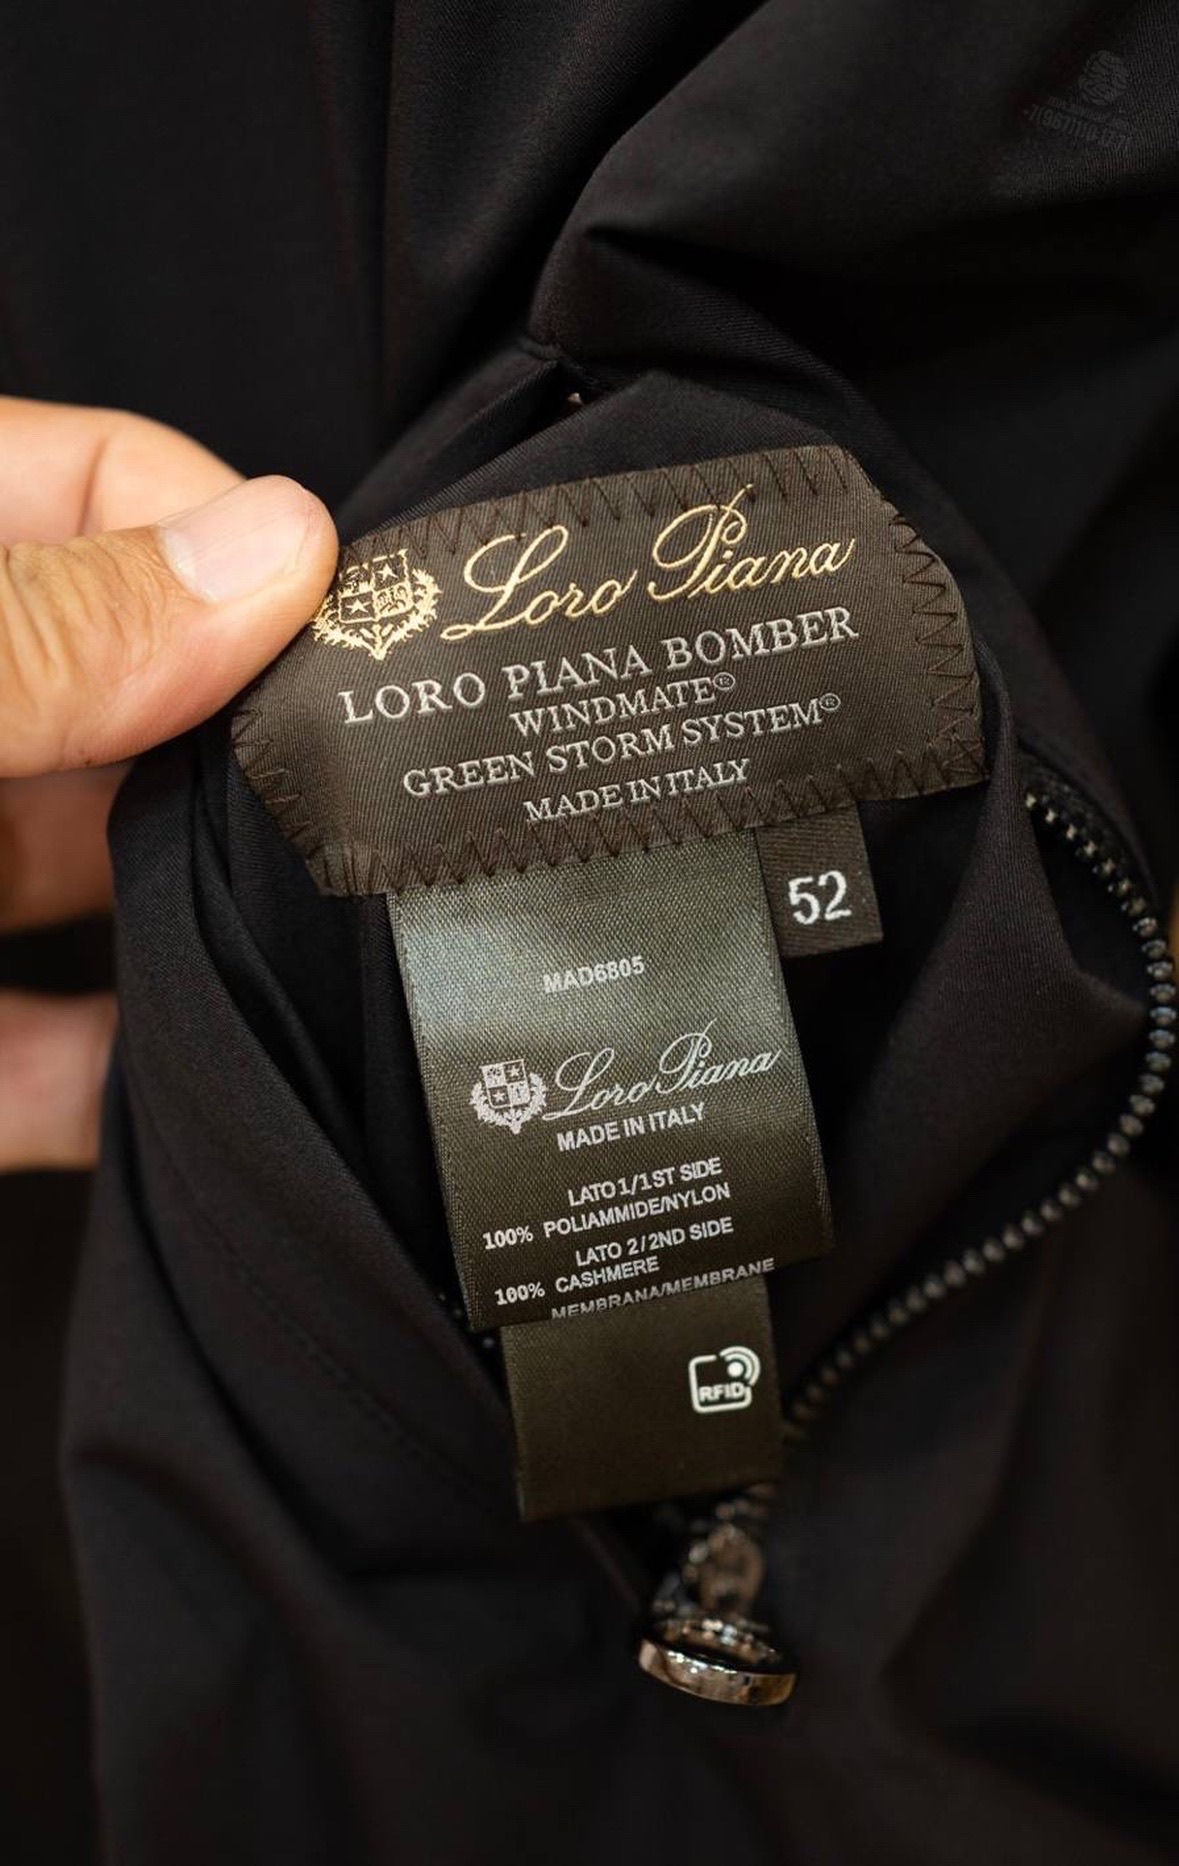 Loro Piana
LORO PIANA BOMBER
WINDMATE®
GREEN STORM SYSTEM®
MADE IN ITALY
52
MAD6805
Loro Piana
MADE IN ITALY
LATO 1/1ST SIDE
100% POLIAMMIDE/NYLON
LATO 2/2ND SIDE
100% CASHMERE
MEMBRANA/MEMBRANE
RFID